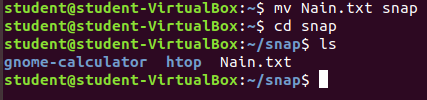 student@student-VirtualBox:~$ mv Nain.txt snap
student@student-VirtualBox:~$ cd snap
student@student-VirtualBox:~/snap$ ls
gnome-calculator htop Nain.txt
student@student-VirtualBox:~/snap$